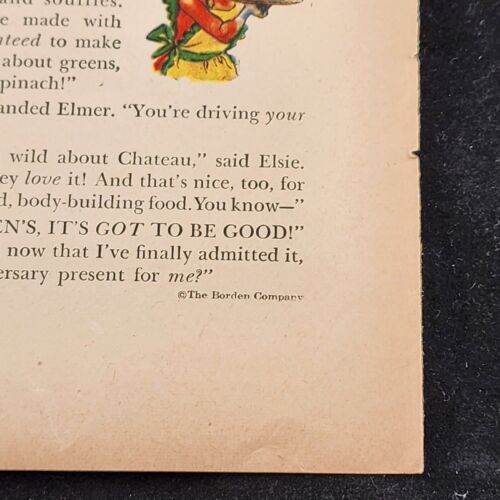 and souffles.
e made with
nteed to make
about greens,
pinach!"
anded Elmer. "You're driving your
wild about Chateau," said Elsie.
ey love it! And that's nice, too, for
d, body-building food. You know—"
EN'S, IT'S GOT TO BE GOOD!"
now that I've finally admitted it,
ersary present for me?"
©The Borden Company